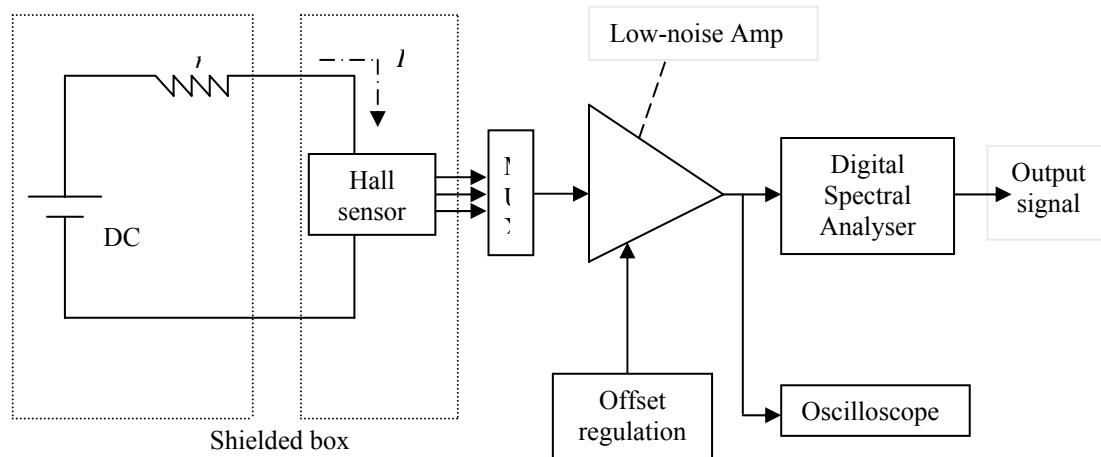 Low-noise Amp
I
DC
Hall
sensor
M
U
X
Digital
Spectral
Analyser
Output
signal
Offset
regulation
Oscilloscope
Shielded box